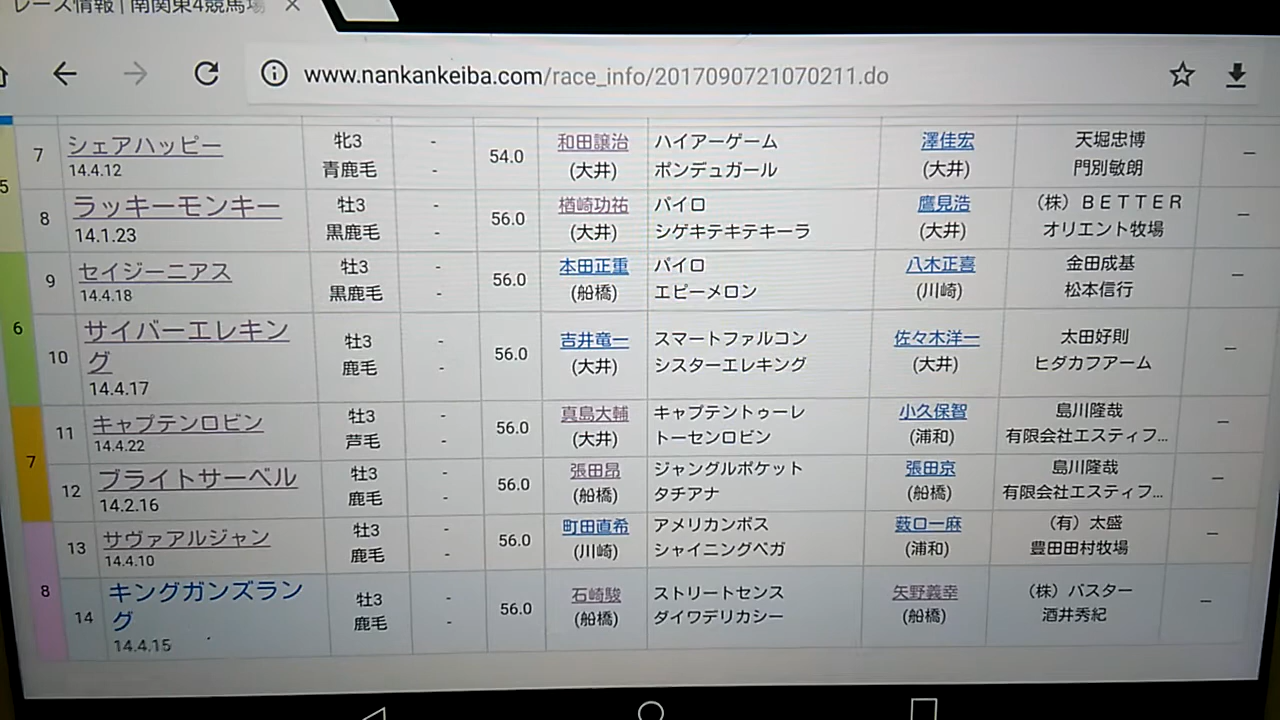 レース情報 | 南関東4競馬場
www.nankankeiba.com/race_info/2017090721070211.do
5
7
シェアハッピー
14.4.12
牝3
青鹿毛
-
-
54.0
和田譲治
(大井)
ハイアーゲーム
ボンデュガール
澤佳宏
(大井)
天堀忠博
門別敏朗
—
8
ラッキーモンキー
14.1.23
牡3
黒鹿毛
-
-
56.0
楢崎功祐
(大井)
パイロ
シゲキテキテキーラ
鷹見浩
(大井)
（株）ＢＥＴＴＥＲ
オリエント牧場
—
6
9
セイジーニアス
14.4.18
牡3
黒鹿毛
-
-
56.0
本田正重
(船橋)
パイロ
エピーメロン
八木正喜
(川崎)
金田成基
松本信行
—
10
サイバーエレキン
グ
14.4.17
牡3
鹿毛
-
-
56.0
吉井竜一
(大井)
スマートファルコン
シスターエレキング
佐々木洋一
(大井)
太田好則
ヒダカフアーム
—
7
11
キャプテンロビン
14.4.22
牡3
芦毛
-
-
56.0
真島大輔
(大井)
キャプテントゥーレ
トーセンロビン
小久保智
(浦和)
島川隆哉
有限会社エスティフ...
—
12
ブライトサーベル
14.2.16
牡3
鹿毛
-
-
56.0
張田昂
(船橋)
ジャングルポケット
タチアナ
張田京
(船橋)
島川隆哉
有限会社エスティフ...
—
8
13
サヴァアルジャン
14.4.10
牡3
鹿毛
-
-
56.0
町田直希
(川崎)
アメリカンボス
シャイニングベガ
薮口一麻
(浦和)
（有）太盛
豊田田村牧場
—
14
キングガンズラン
グ
14.4.15
牡3
鹿毛
-
-
56.0
石崎駿
(船橋)
ストリートセンス
ダイワデリカシー
矢野義幸
(船橋)
（株）バスター
酒井秀紀
—